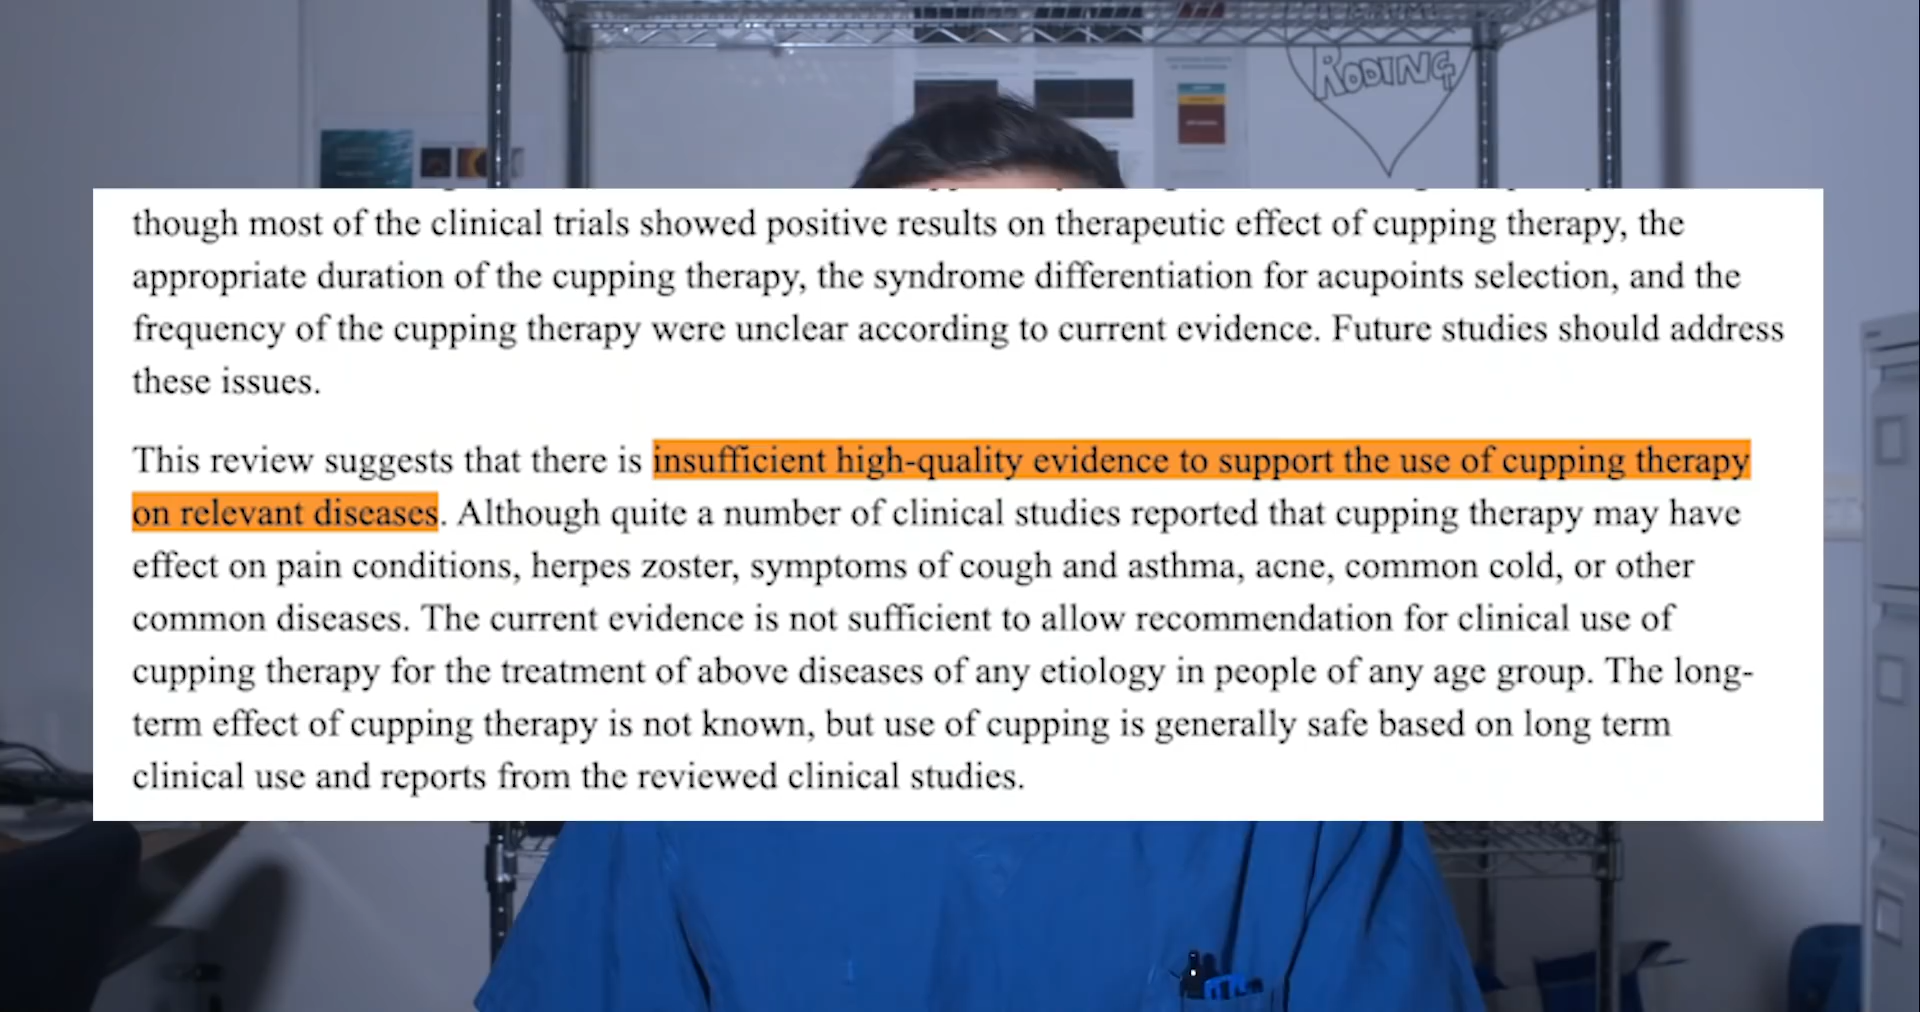 RODING
though most of the clinical trials showed positive results on therapeutic effect of cupping therapy, the
appropriate duration of the cupping therapy, the syndrome differentiation for acupoints selection, and the
frequency of the cupping therapy were unclear according to current evidence. Future studies should address
these issues.
This review suggests that there is insufficient high-quality evidence to support the use of cupping therapy
on relevant diseases. Although quite a number of clinical studies reported that cupping therapy may have
effect on pain conditions, herpes zoster, symptoms of cough and asthma, acne, common cold, or other
common diseases. The current evidence is not sufficient to allow recommendation for clinical use of
cupping therapy for the treatment of above diseases of any etiology in people of any age group. The long-
term effect of cupping therapy is not known, but use of cupping is generally safe based on long term
clinical use and reports from the reviewed clinical studies.